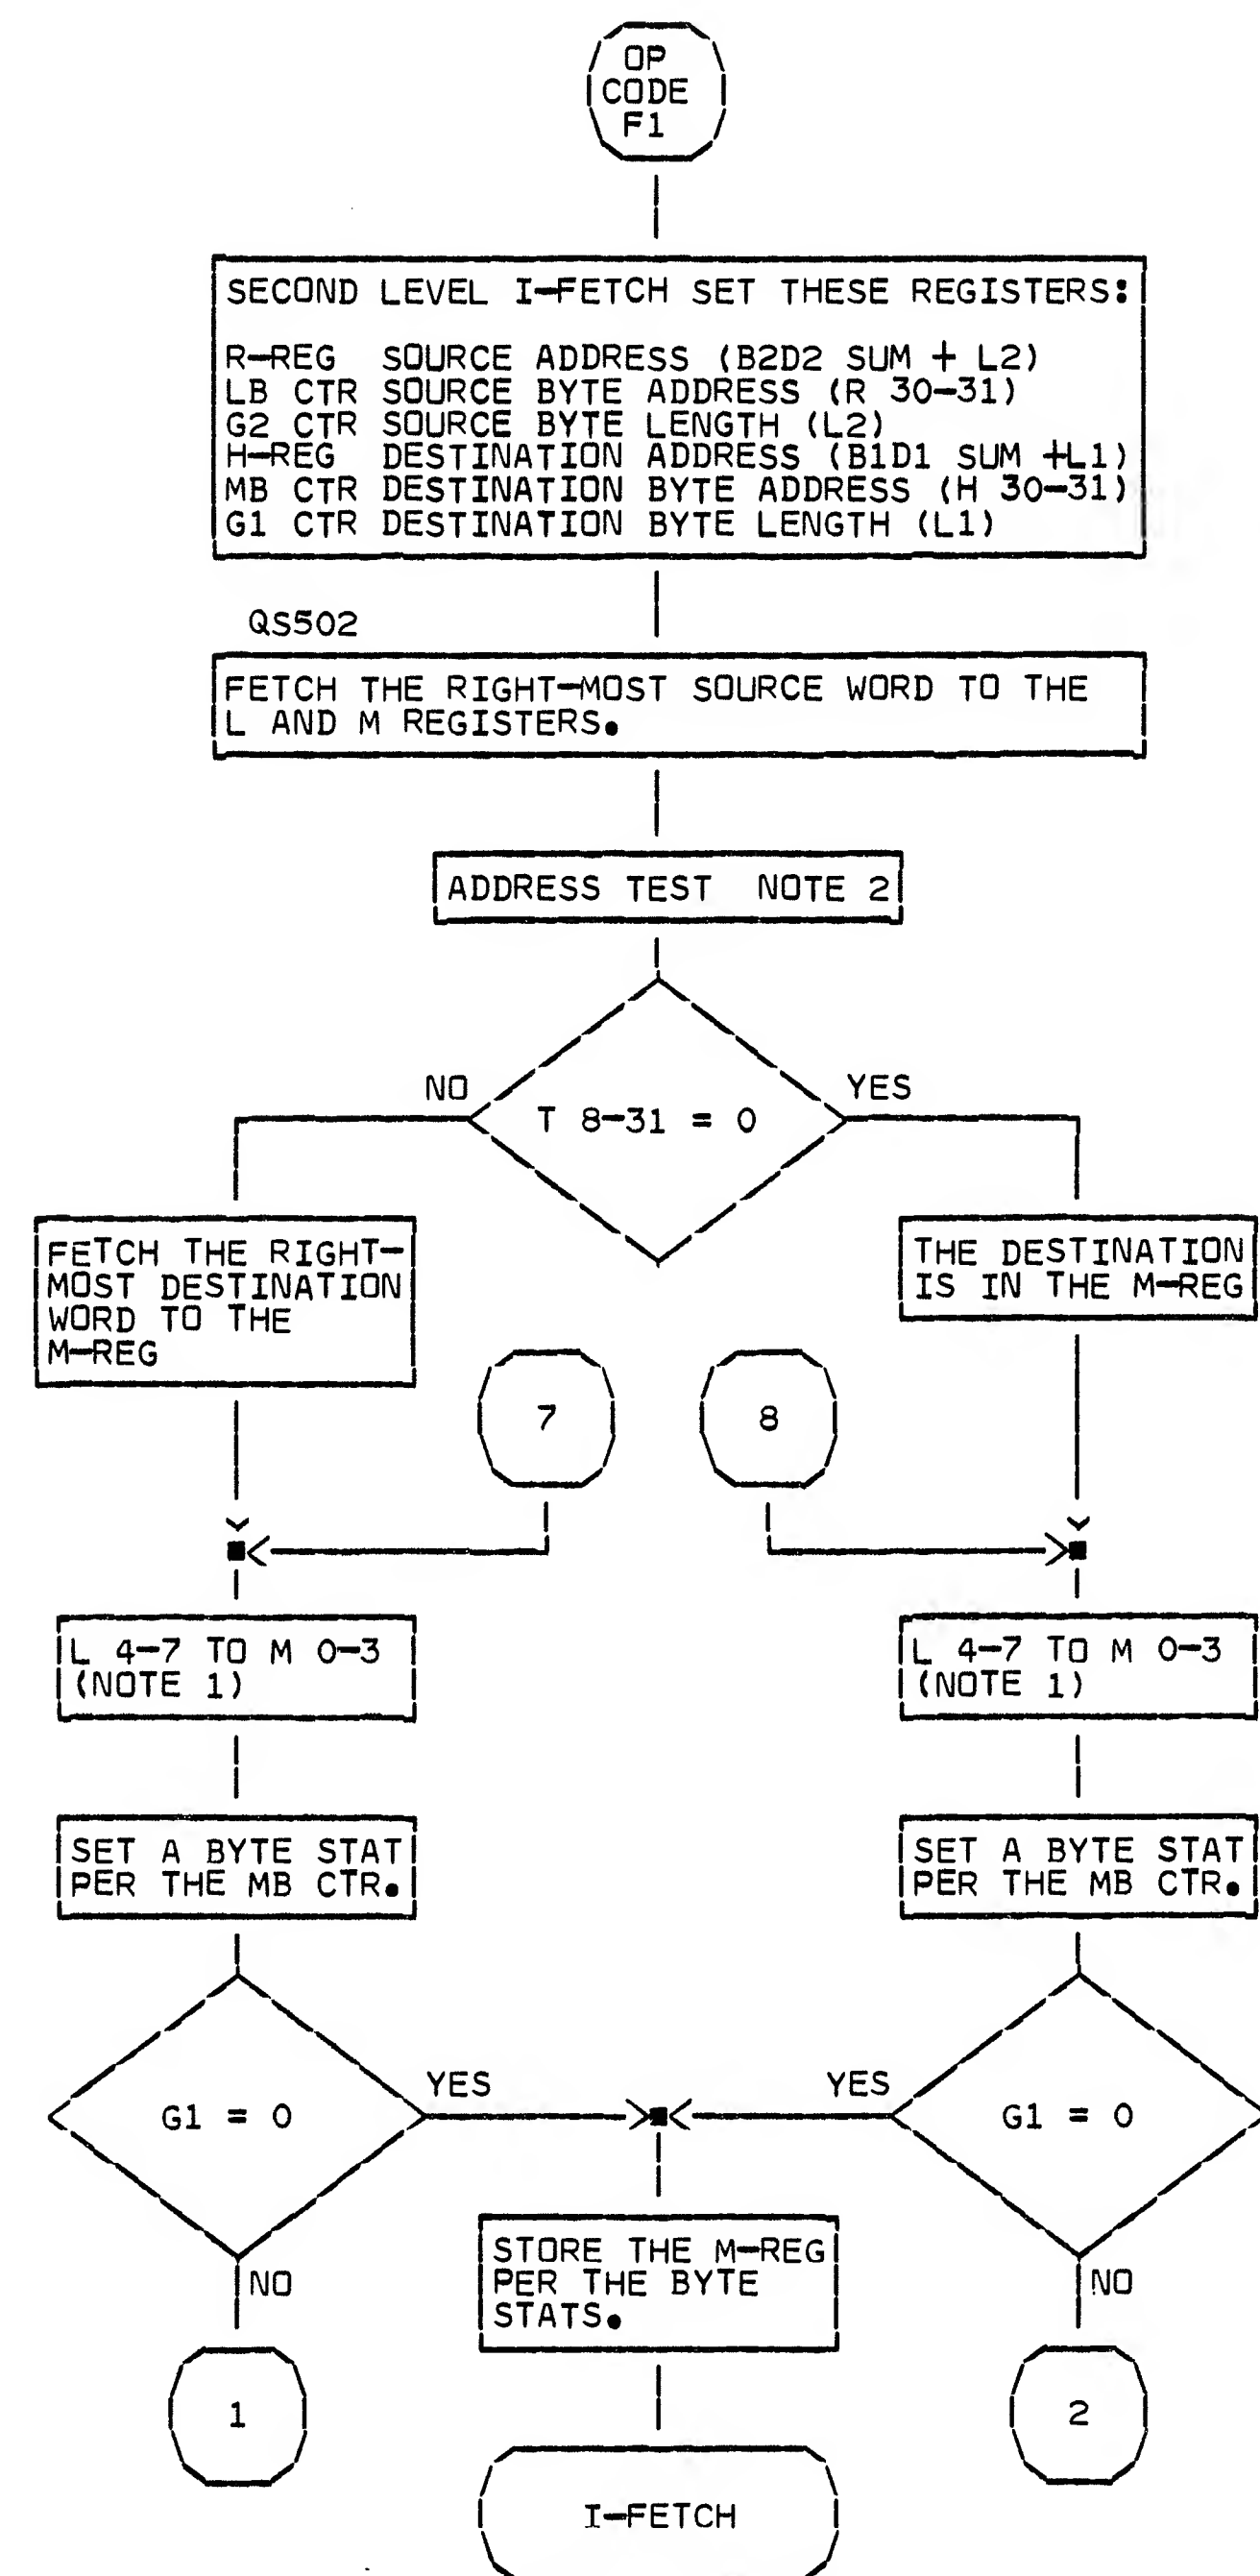 OP
CODE
F1
SECOND LEVEL I-FETCH SET THESE REGISTERS:
R-REG SOURCE ADDRESS (B2D2 SUM + L2)
LB CTR SOURCE BYTE ADDRESS (R 30-31)
G2 CTR SOURCE BYTE LENGTH (L2)
H-REG DESTINATION ADDRESS (B1D1 SUM +L1)
MB CTR DESTINATION BYTE ADDRESS (H 30-31)
G1 CTR DESTINATION BYTE LENGTH (L1)
QS502
FETCH THE RIGHT-MOST SOURCE WORD TO THE
L AND M REGISTERS.
ADDRESS TEST NOTE 2
NO
YES
T 8-31 = 0
FETCH THE RIGHT-
MOST DESTINATION
WORD TO THE
M-REG
THE DESTINATION
IS IN THE M-REG
7
8
L 4-7 TO M 0-3
(NOTE 1)
L 4-7 TO M 0-3
(NOTE 1)
SET A BYTE STAT
PER THE MB CTR.
SET A BYTE STAT
PER THE MB CTR.
YES
YES
G1 = 0
G1 = 0
NO
STORE THE M-REG
PER THE BYTE
STATS.
NO
1
2
I-FETCH